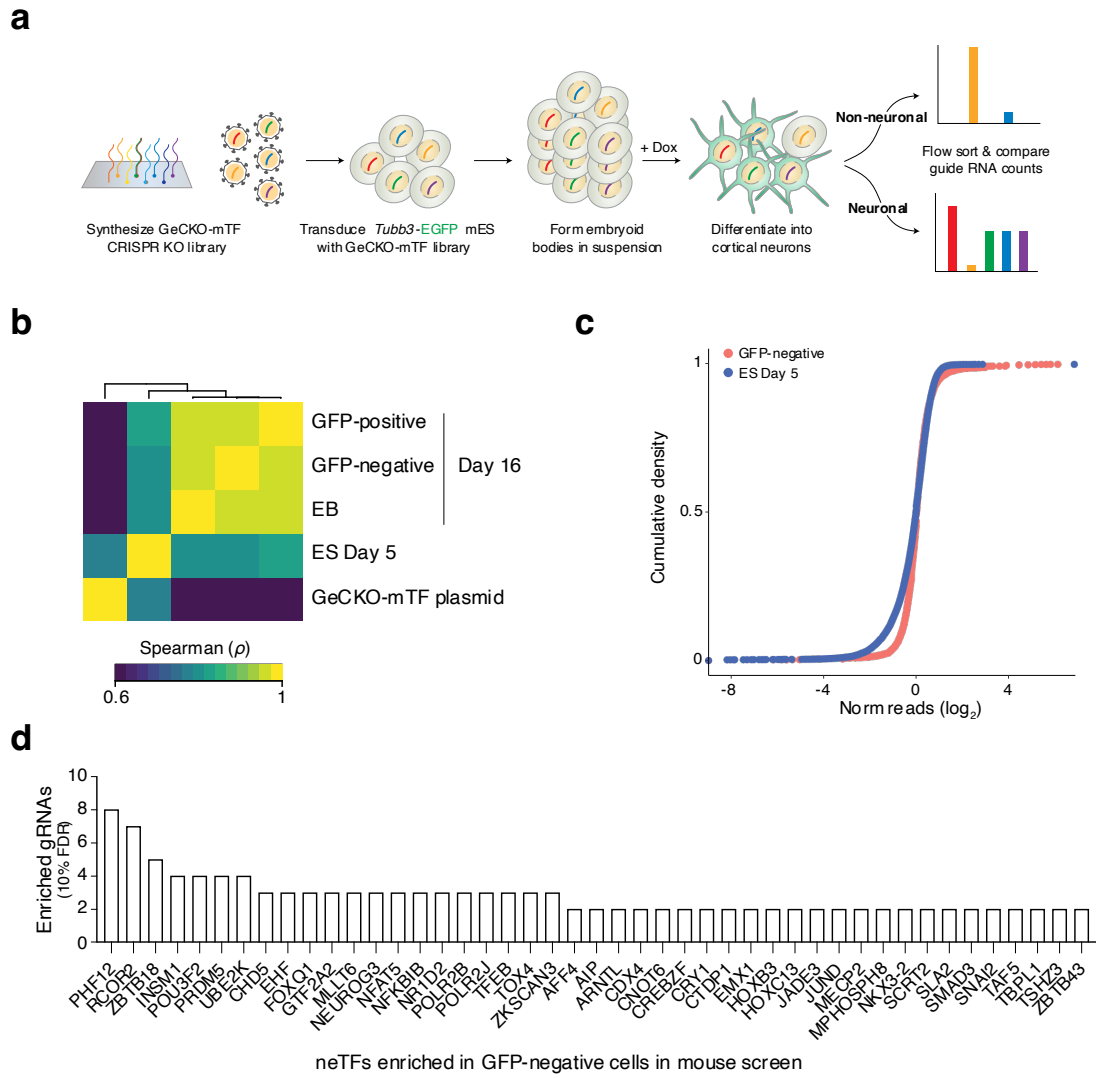 a
Synthesize GeCKO-mTF
CRISPR KO library
Transduce Tubb3-EGFP mES
with GeCKO-mTF library
Form embryoid
bodies in suspension
+ Dox
Differentiate into
cortical neurons
Non-neuronal
Flow sort & compare
guide RNA counts
Neuronal
b
GFP-positive
GFP-negative
EB
Day 16
ES Day 5
GeCKO-mTF plasmid
Spearman (ρ)
0.6
1
c
GFP-negative
ES Day 5
Cumulative density
1
0.5
0
-8
-4
0
4
Norm reads (log2)
d
Enriched gRNAs
(10% FDR)
10
8
6
4
2
0
PHF12
RCOR2
ZBTB18
INSM1
POU3F2
PRDM5
UBE2K
CHD5
EHF
FOXQ1
GTF2A2
MLLT6
NEUROG3
NFAT5
NFKBIB
NR1D2
POLR2B
POLR2J
TFEB
TOX4
ZKSCAN3
AFF4
AIP
ARNTL
CDX4
CNOT6
CREBZF
CRY1
CTDP1
EMX1
HOXB3
HOXC13
JADE3
JUND
MECP2
MPHOSPH8
NKX3-2
SCRT2
SLA2
SMAD3
SNAI2
TAF5
TBPL1
TSHZ3
ZBTB43
neTFs enriched in GFP-negative cells in mouse screen